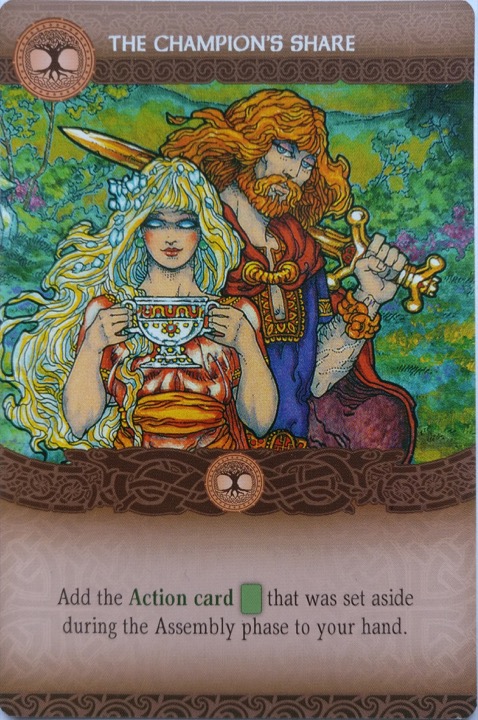 THE CHAMPION'S SHARE
Add the Action card that was set aside
during the Assembly phase to your hand.